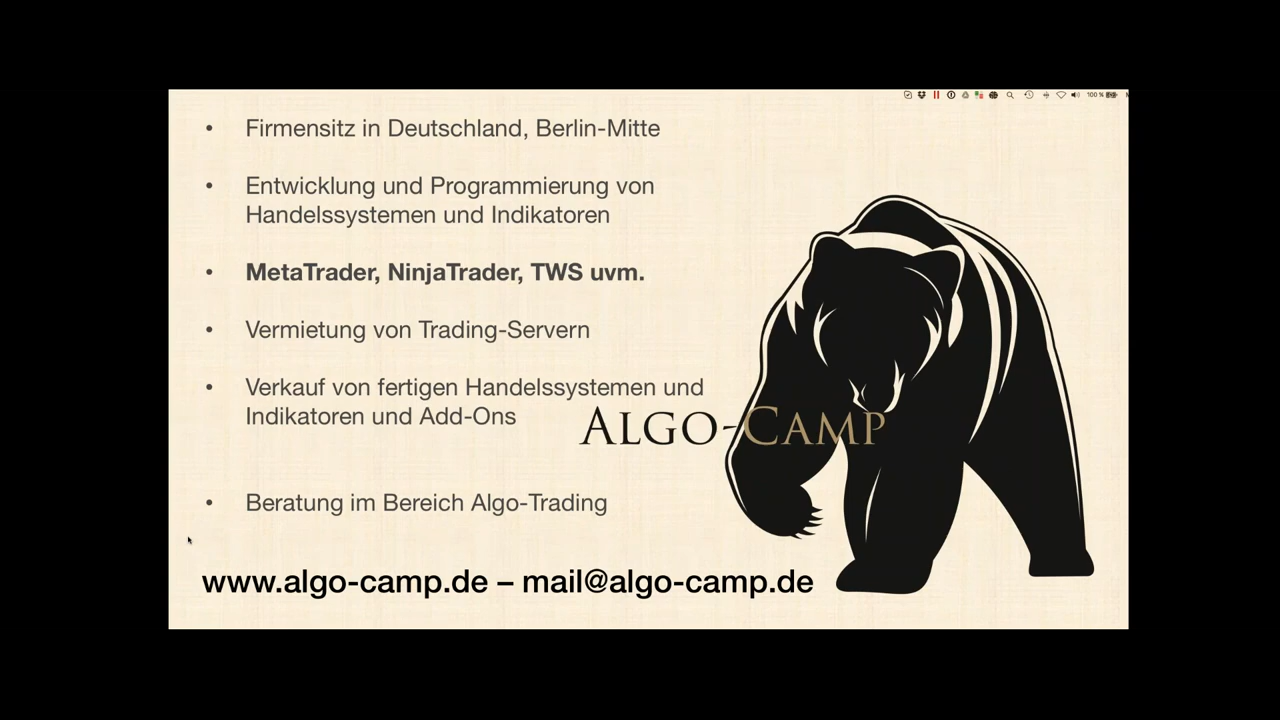 100 %
• Firmensitz in Deutschland, Berlin-Mitte
• Entwicklung und Programmierung von
Handelssystemen und Indikatoren
• MetaTrader, NinjaTrader, TWS uvm.
• Vermietung von Trading-Servern
• Verkauf von fertigen Handelssystemen und
Indikatoren und Add-Ons
ALGO-CAMP
• Beratung im Bereich Algo-Trading
www.algo-camp.de – mail@algo-camp.de